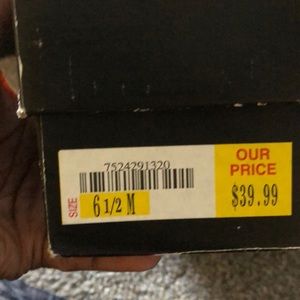 7524291320
SIZE
6 1/2 M
OUR
PRICE
$39.99